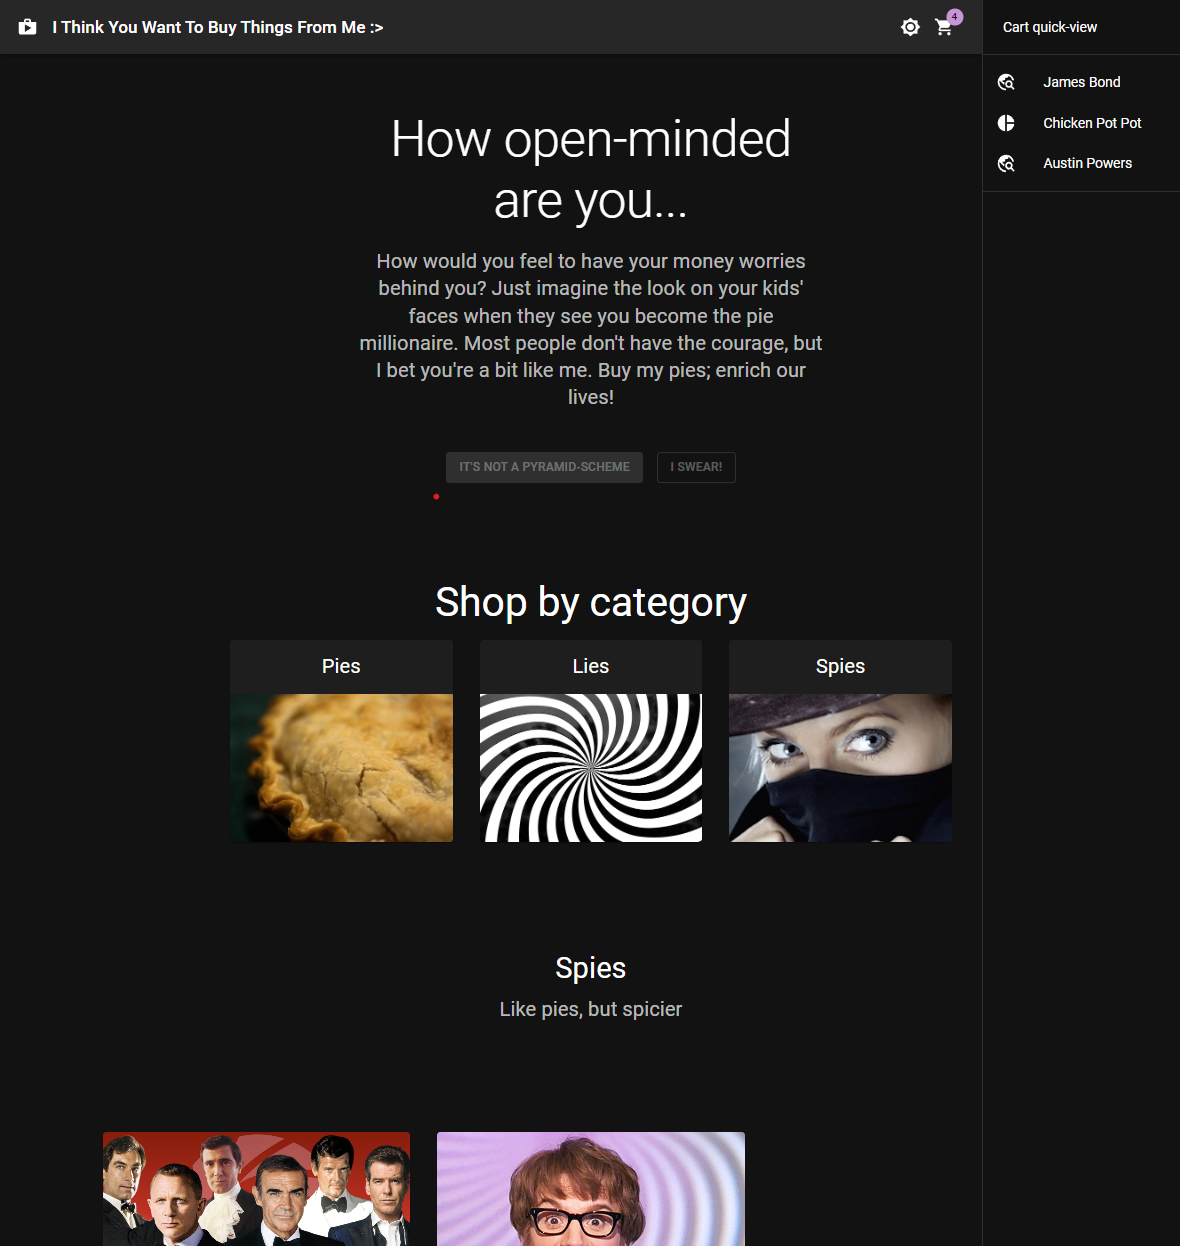 I Think You Want To Buy Things From Me :>
4
Cart quick-view
James Bond
Chicken Pot Pot
Austin Powers
How open-minded
are you...
How would you feel to have your money worries
behind you? Just imagine the look on your kids'
faces when they see you become the pie
millionaire. Most people don't have the courage, but
I bet you're a bit like me. Buy my pies; enrich our
lives!
IT'S NOT A PYRAMID-SCHEME
I SWEAR!
Shop by category
Pies
Lies
Spies
Spies
Like pies, but spicier